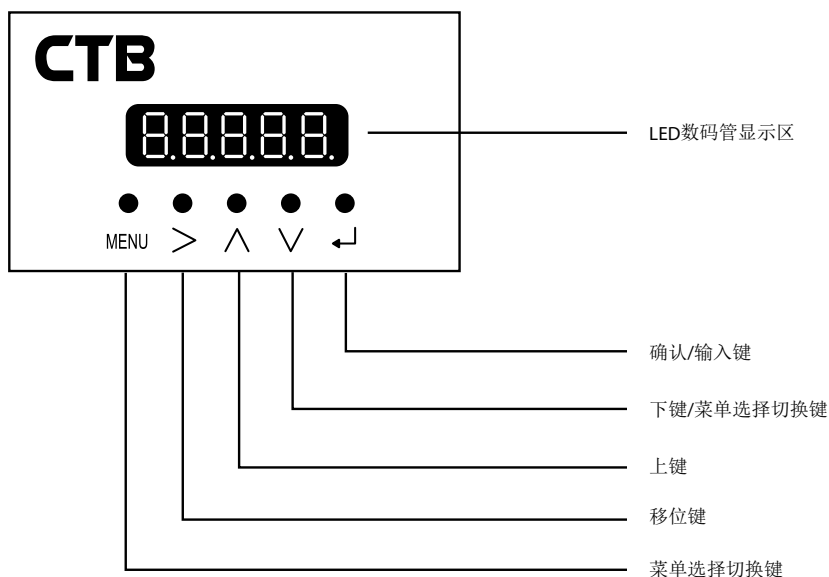 CTB
8.8.8.8.8.
LED数码管显示区
MENU > ∧ ∨ ↵
确认/输入键
下键/菜单选择切换键
上键
移位键
菜单选择切换键